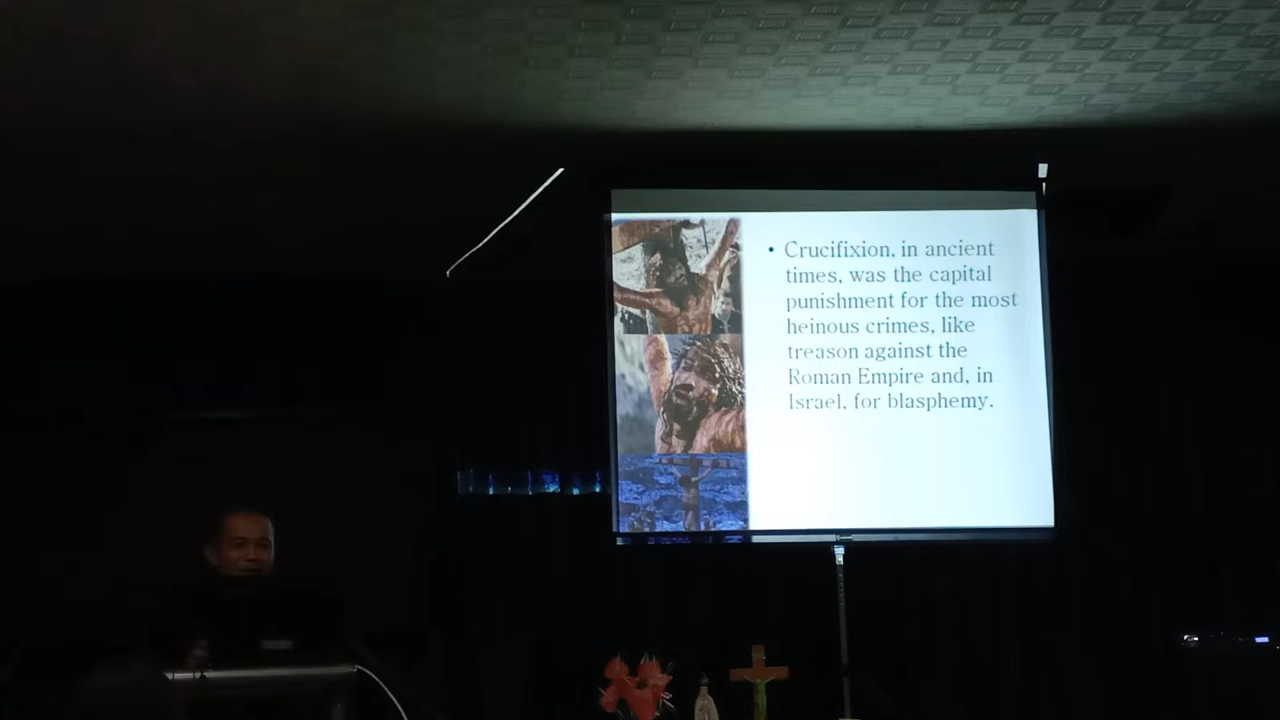 • Crucifixion, in ancient
times, was the capital
punishment for the most
heinous crimes, like
treason against the
Roman Empire and, in
Israel, for blasphemy.